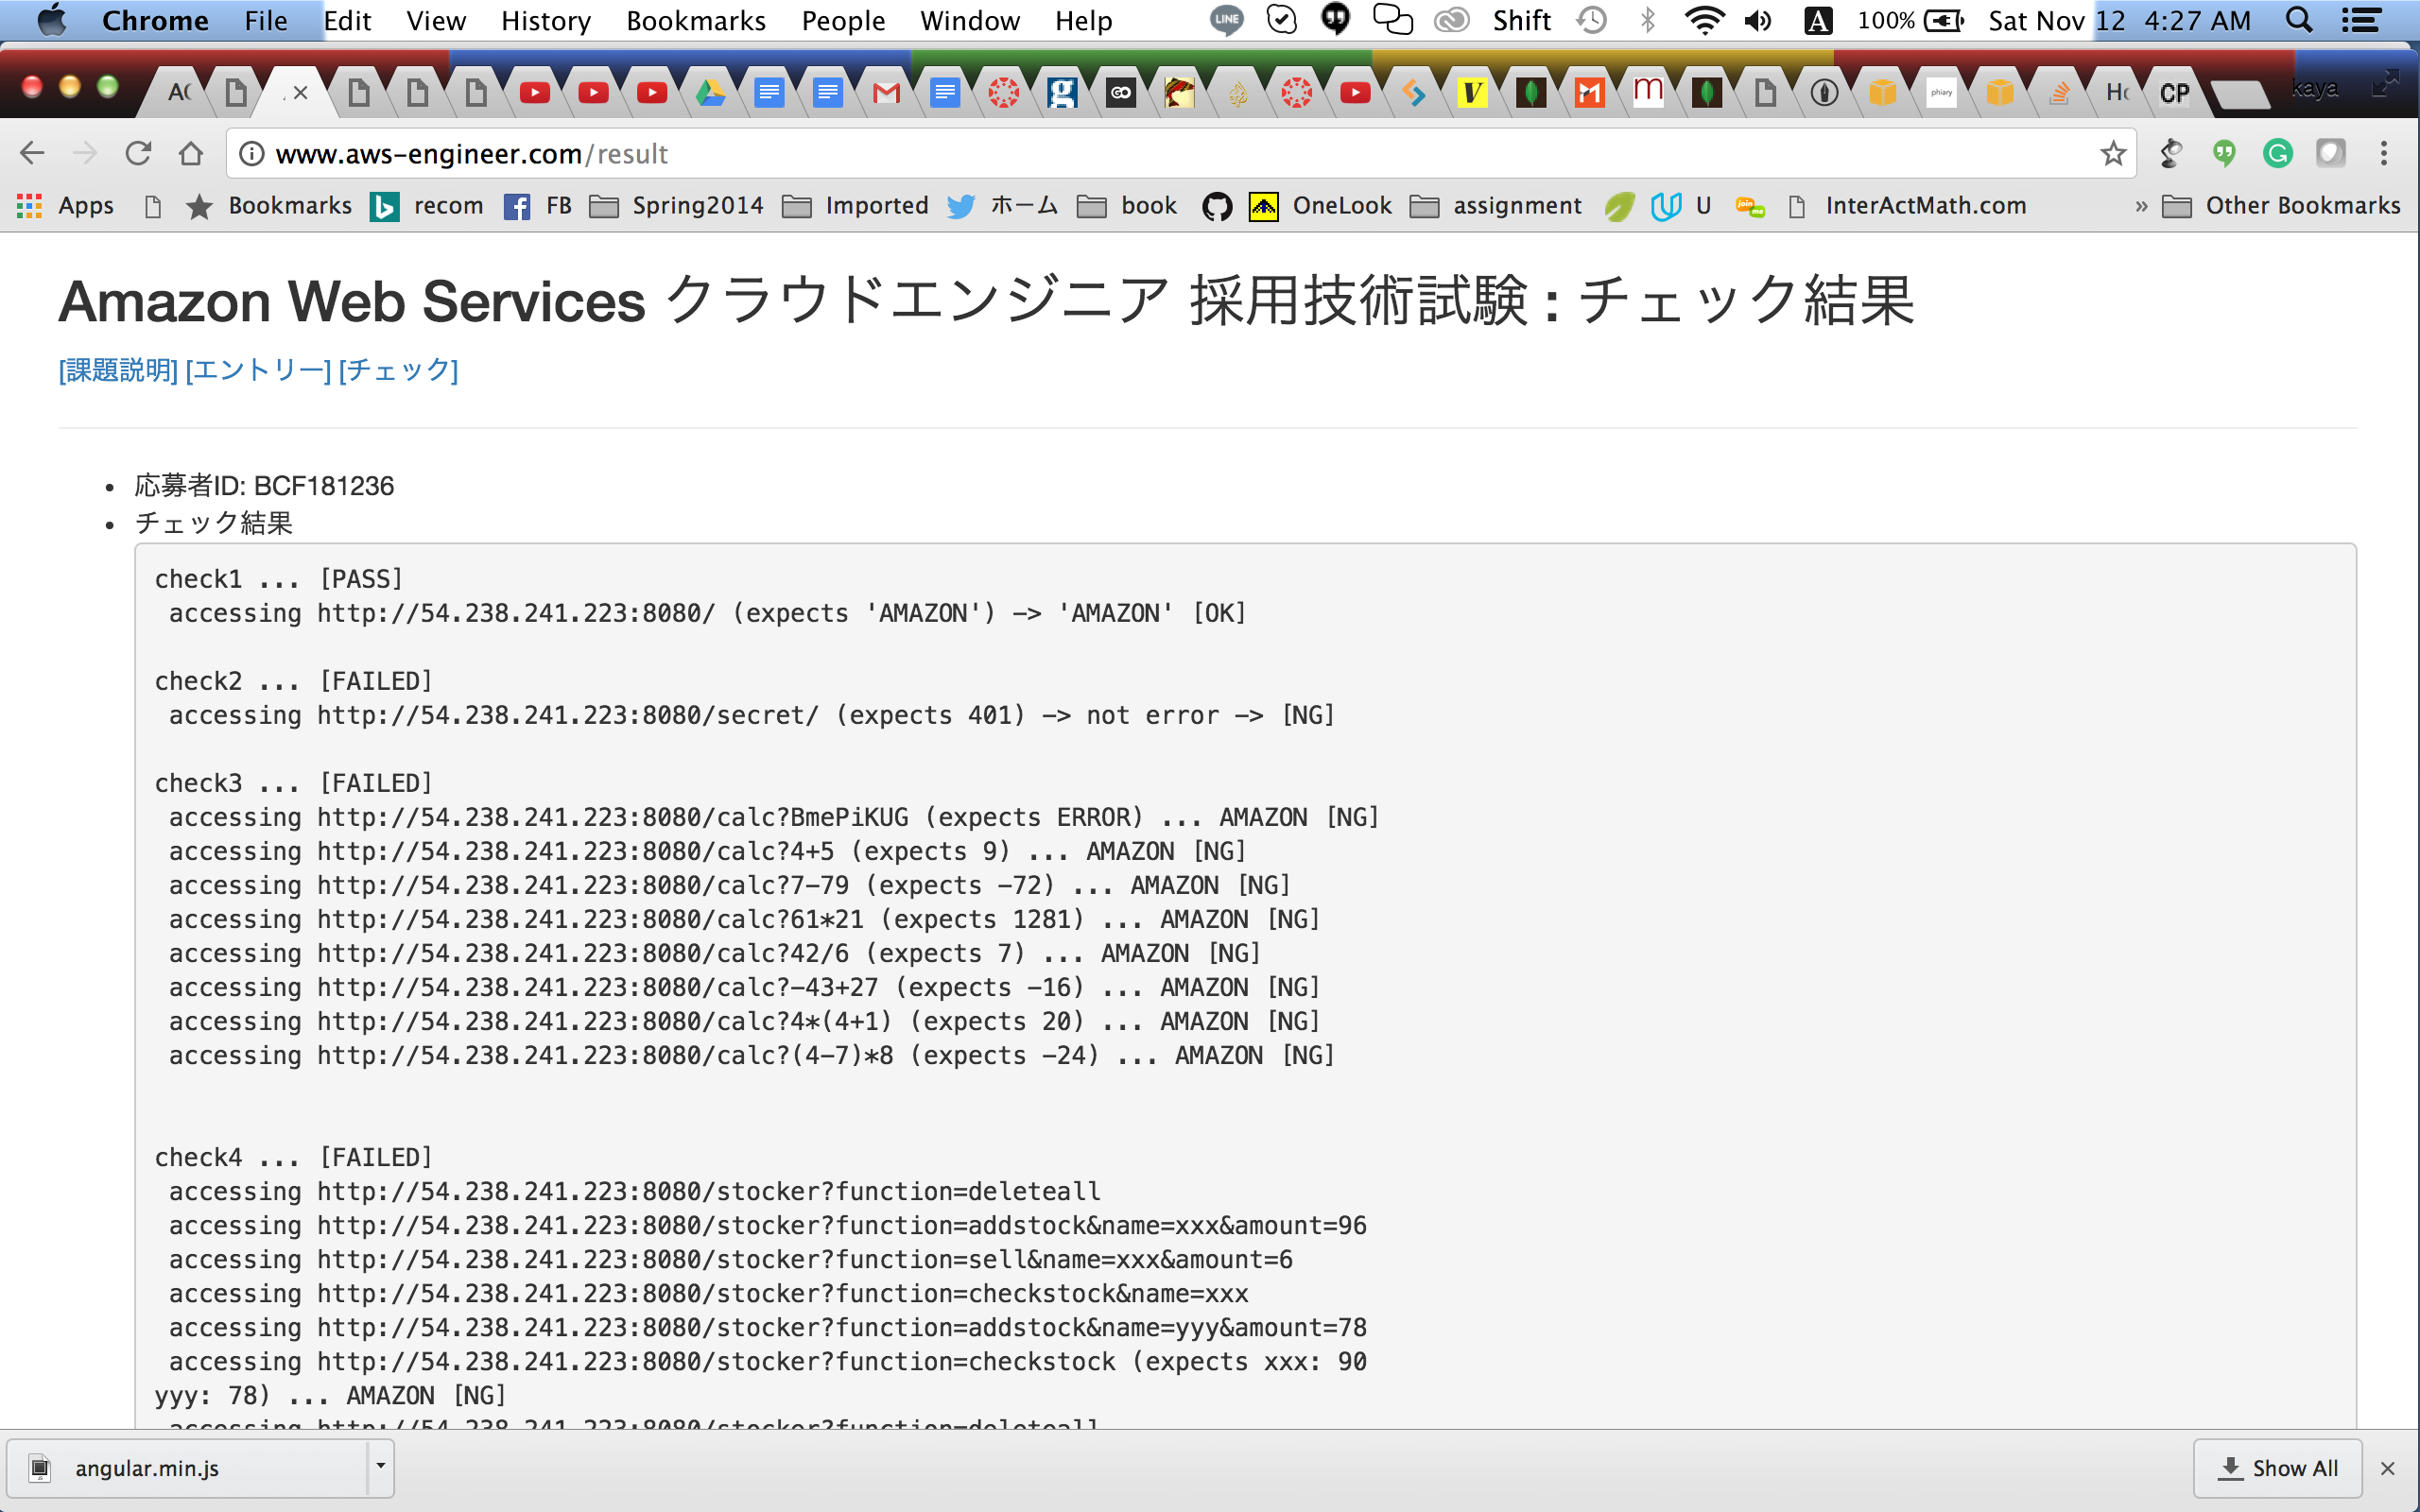 Chrome File Edit View History Bookmarks People Window Help LINE Shift A 100% Sat Nov 12 4:27 AM
GO V m phiary CP kaya
www.aws-engineer.com/result
Apps Bookmarks recom FB Spring2014 Imported ホーム book OneLook assignment U InterActMath.com » Other Bookmarks
Amazon Web Services クラウドエンジニア 採用技術試験 : チェック結果
[課題説明] [エントリー] [チェック]
• 応募者ID: BCF181236
• チェック結果
check1 ... [PASS]
accessing http://54.238.241.223:8080/ (expects 'AMAZON') -> 'AMAZON' [OK]
check2 ... [FAILED]
accessing http://54.238.241.223:8080/secret/ (expects 401) -> not error -> [NG]
check3 ... [FAILED]
accessing http://54.238.241.223:8080/calc?BmePiKUG (expects ERROR) ... AMAZON [NG]
accessing http://54.238.241.223:8080/calc?4+5 (expects 9) ... AMAZON [NG]
accessing http://54.238.241.223:8080/calc?7-79 (expects -72) ... AMAZON [NG]
accessing http://54.238.241.223:8080/calc?61*21 (expects 1281) ... AMAZON [NG]
accessing http://54.238.241.223:8080/calc?42/6 (expects 7) ... AMAZON [NG]
accessing http://54.238.241.223:8080/calc?-43+27 (expects -16) ... AMAZON [NG]
accessing http://54.238.241.223:8080/calc?4*(4+1) (expects 20) ... AMAZON [NG]
accessing http://54.238.241.223:8080/calc?(4-7)*8 (expects -24) ... AMAZON [NG]
check4 ... [FAILED]
accessing http://54.238.241.223:8080/stocker?function=deleteall
accessing http://54.238.241.223:8080/stocker?function=addstock&name=xxx&amount=96
accessing http://54.238.241.223:8080/stocker?function=sell&name=xxx&amount=6
accessing http://54.238.241.223:8080/stocker?function=checkstock&name=xxx
accessing http://54.238.241.223:8080/stocker?function=addstock&name=yyy&amount=78
accessing http://54.238.241.223:8080/stocker?function=checkstock (expects xxx: 90
yyy: 78) ... AMAZON [NG]
accessing http://54.238.241.223:8080/stocker?function=deleteall
angular.min.js Show All